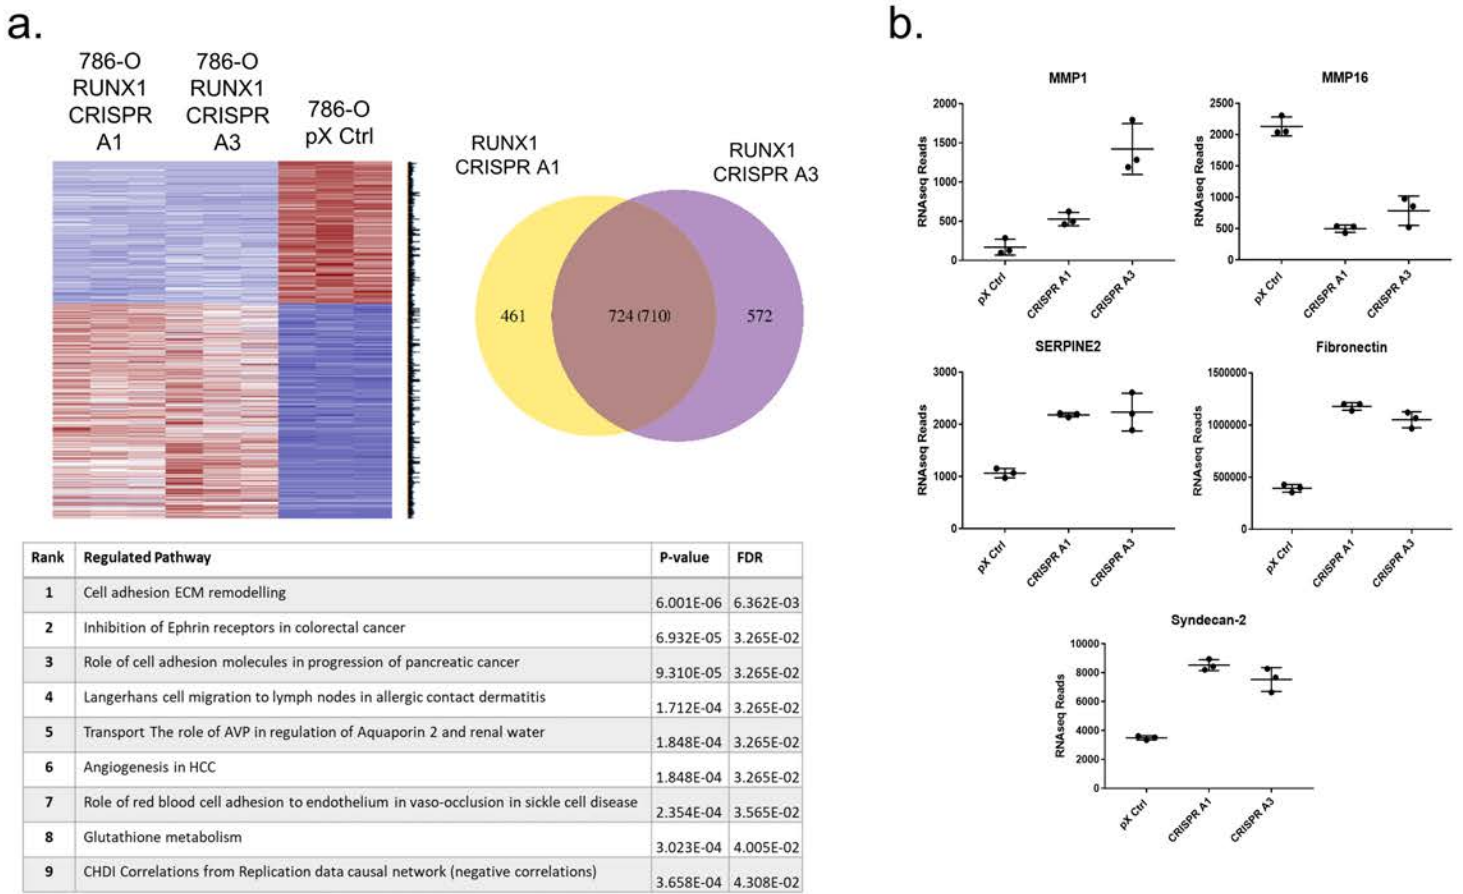 a.
786-O
RUNX1
CRISPR
A1
786-O
RUNX1
CRISPR
A3
786-O
pX Ctrl
RUNX1
CRISPR A1
RUNX1
CRISPR A3
461
724 (710)
572
Rank Regulated Pathway P-value FDR
1 Cell adhesion ECM remodelling 6.001E-06 6.362E-03
2 Inhibition of Ephrin receptors in colorectal cancer 6.932E-05 3.265E-02
3 Role of cell adhesion molecules in progression of pancreatic cancer 9.310E-05 3.265E-02
4 Langerhans cell migration to lymph nodes in allergic contact dermatitis 1.712E-04 3.265E-02
5 Transport The role of AVP in regulation of Aquaporin 2 and renal water 1.848E-04 3.265E-02
6 Angiogenesis in HCC 1.848E-04 3.265E-02
7 Role of red blood cell adhesion to endothelium in vaso-occlusion in sickle cell disease 2.354E-04 3.565E-02
8 Glutathione metabolism 3.023E-04 4.005E-02
9 CHDI Correlations from Replication data causal network (negative correlations) 3.658E-04 4.308E-02
b.
MMP1
RNAseq Reads
2000
1500
1000
500
0
pX Ctrl
CRISPR A1
CRISPR A3
MMP16
RNAseq Reads
2500
2000
1500
1000
500
0
pX Ctrl
CRISPR A1
CRISPR A3
SERPINE2
RNAseq Reads
3000
2000
1000
0
pX Ctrl
CRISPR A1
CRISPR A3
Fibronectin
RNAseq Reads
1500000
1000000
500000
0
pX Ctrl
CRISPR A1
CRISPR A3
Syndecan-2
RNAseq Reads
10000
8000
6000
4000
2000
0
pX Ctrl
CRISPR A1
CRISPR A3